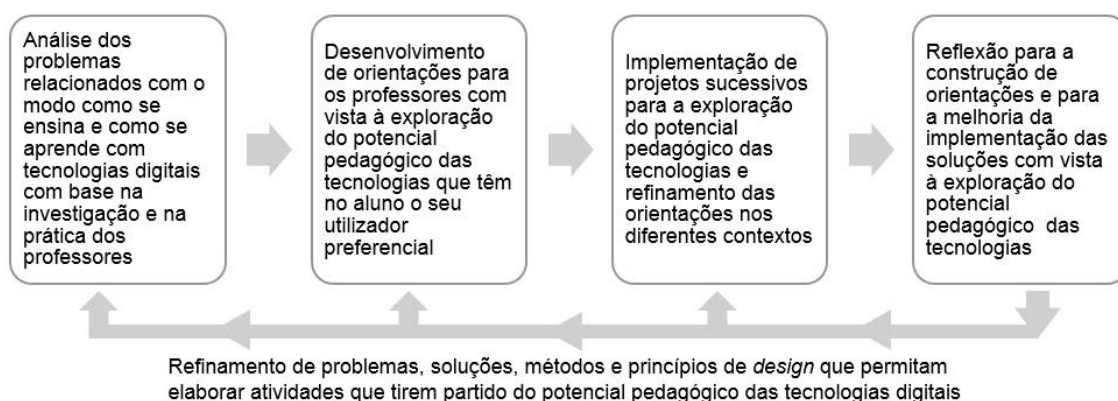 Análise dos
problemas
relacionados com o
modo como se
ensina e como se
aprende com
tecnologias digitais
com base na
investigação e na
prática dos
professores
Desenvolvimento
de orientações para
os professores com
vista à exploração
do potencial
pedagógico das
tecnologias que têm
no aluno o seu
utilizador
preferencial
Implementação de
projetos sucessivos
para a exploração
do potencial
pedagógico das
tecnologias e
refinamento das
orientações nos
diferentes contextos
Reflexão para a
construção de
orientações e para
a melhoria da
implementação das
soluções com vista
à exploração do
potencial
pedagógico das
tecnologias
Refinamento de problemas, soluções, métodos e princípios de design que permitam
elaborar atividades que tirem partido do potencial pedagógico das tecnologias digitais